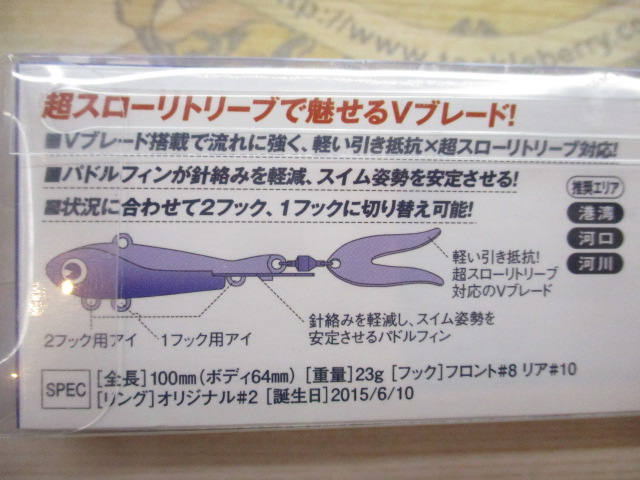 http://www.tackleberry.co
超スローリトリーブで魅せるVブレード!
■Vブレード搭載で流れに強く、軽い引き抵抗×超スローリトリーブ対応!
■パドルフィンが針絡みを軽減、スイム姿勢を安定させる!
■状況に合わせて2フック、1フックに切り替え可能!
推奨エリア
港湾
河口
河川
軽い引き抵抗!
超スローリトリーブ
対応のVブレード
針絡みを軽減し、スイム姿勢を
安定させるパドルフィン
2フック用アイ
1フック用アイ
SPEC
[全長]100mm(ボディ64mm) [重量]23g [フック]フロント#8 リア#10
[リング]オリジナル#2 [誕生日]2015/6/10